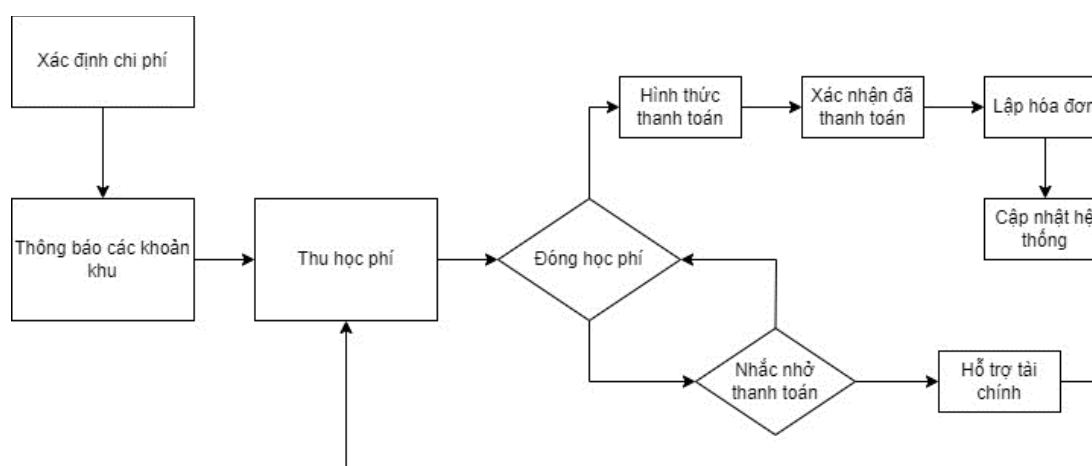 Xác định chi phí
Hình thức
thanh toán
Xác nhận đã
thanh toán
Lập hóa đơn
Thông báo các khoản
khu
Thu học phí
Đóng học phí
Cập nhật hệ
thống
Nhắc nhở
thanh toán
Hỗ trợ tài
chính